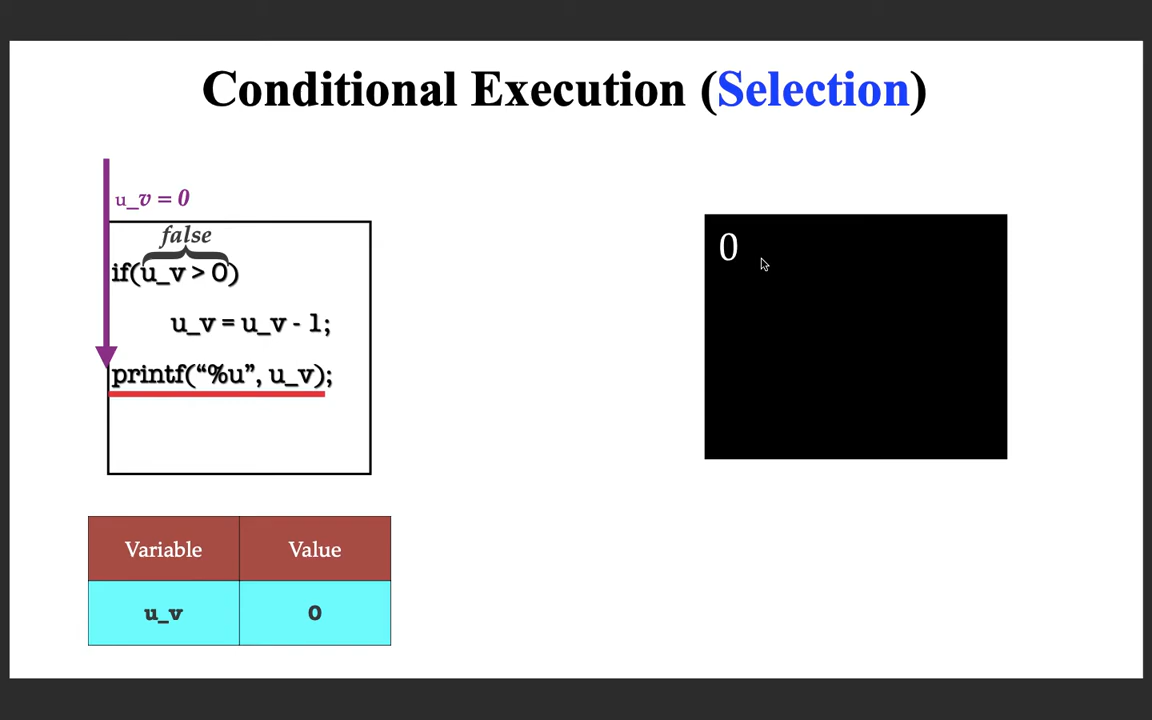 Conditional Execution (Selection)
u_v = 0
false
if(u_v > 0)
u_v = u_v - 1;
printf(“%u”, u_v);
0
Variable Value
u_v 0